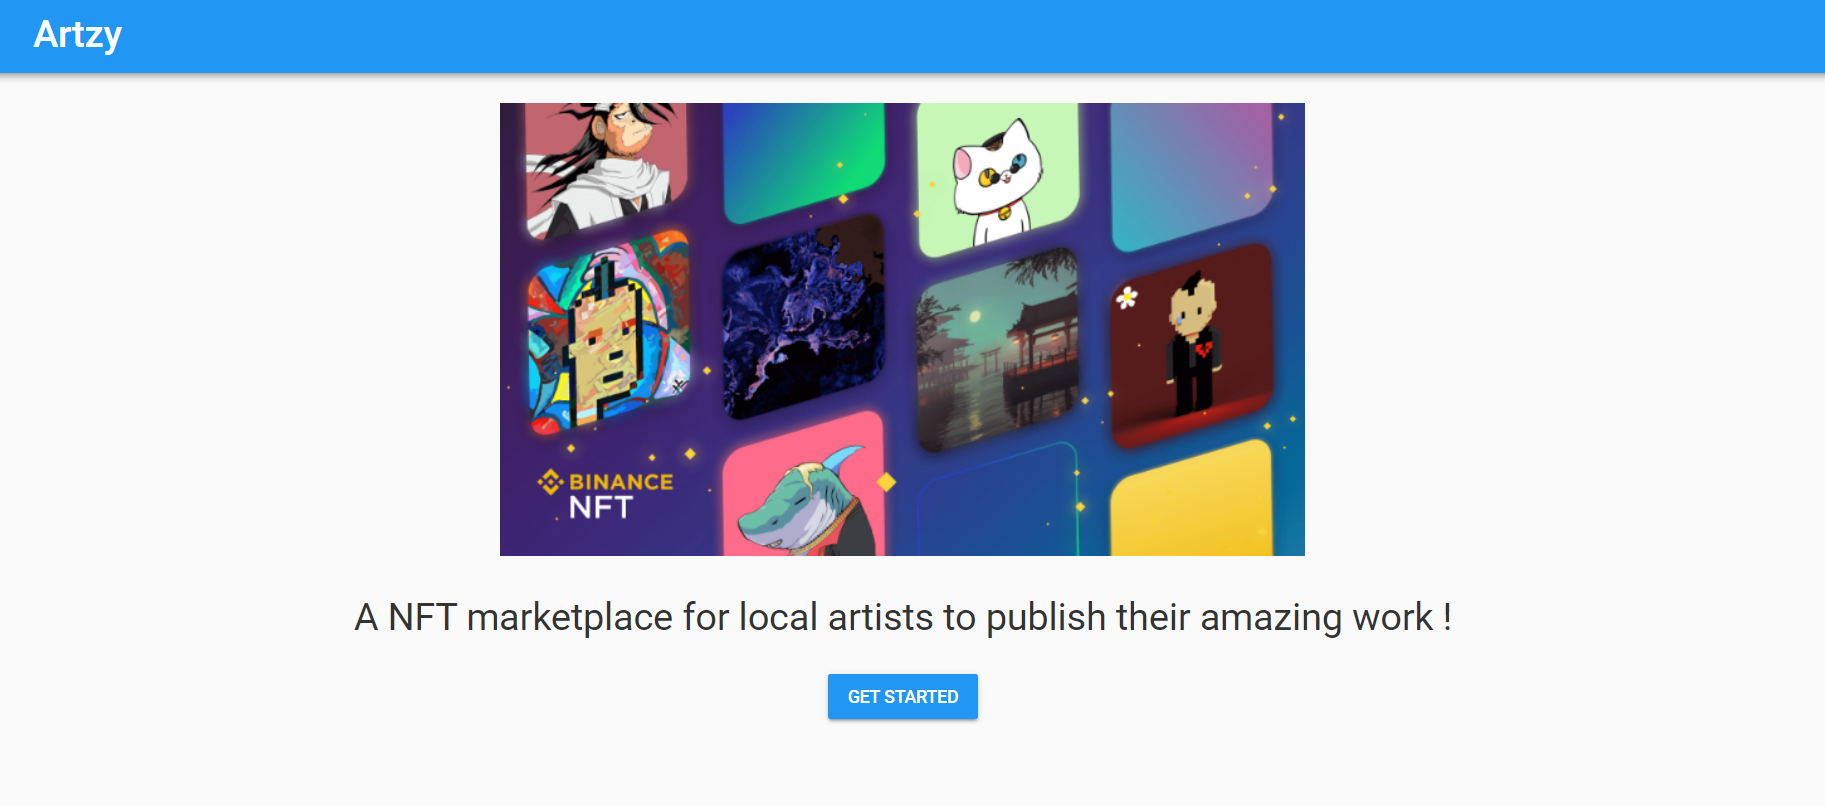 Artzy
BINANCE
NFT
A NFT marketplace for local artists to publish their amazing work !
GET STARTED